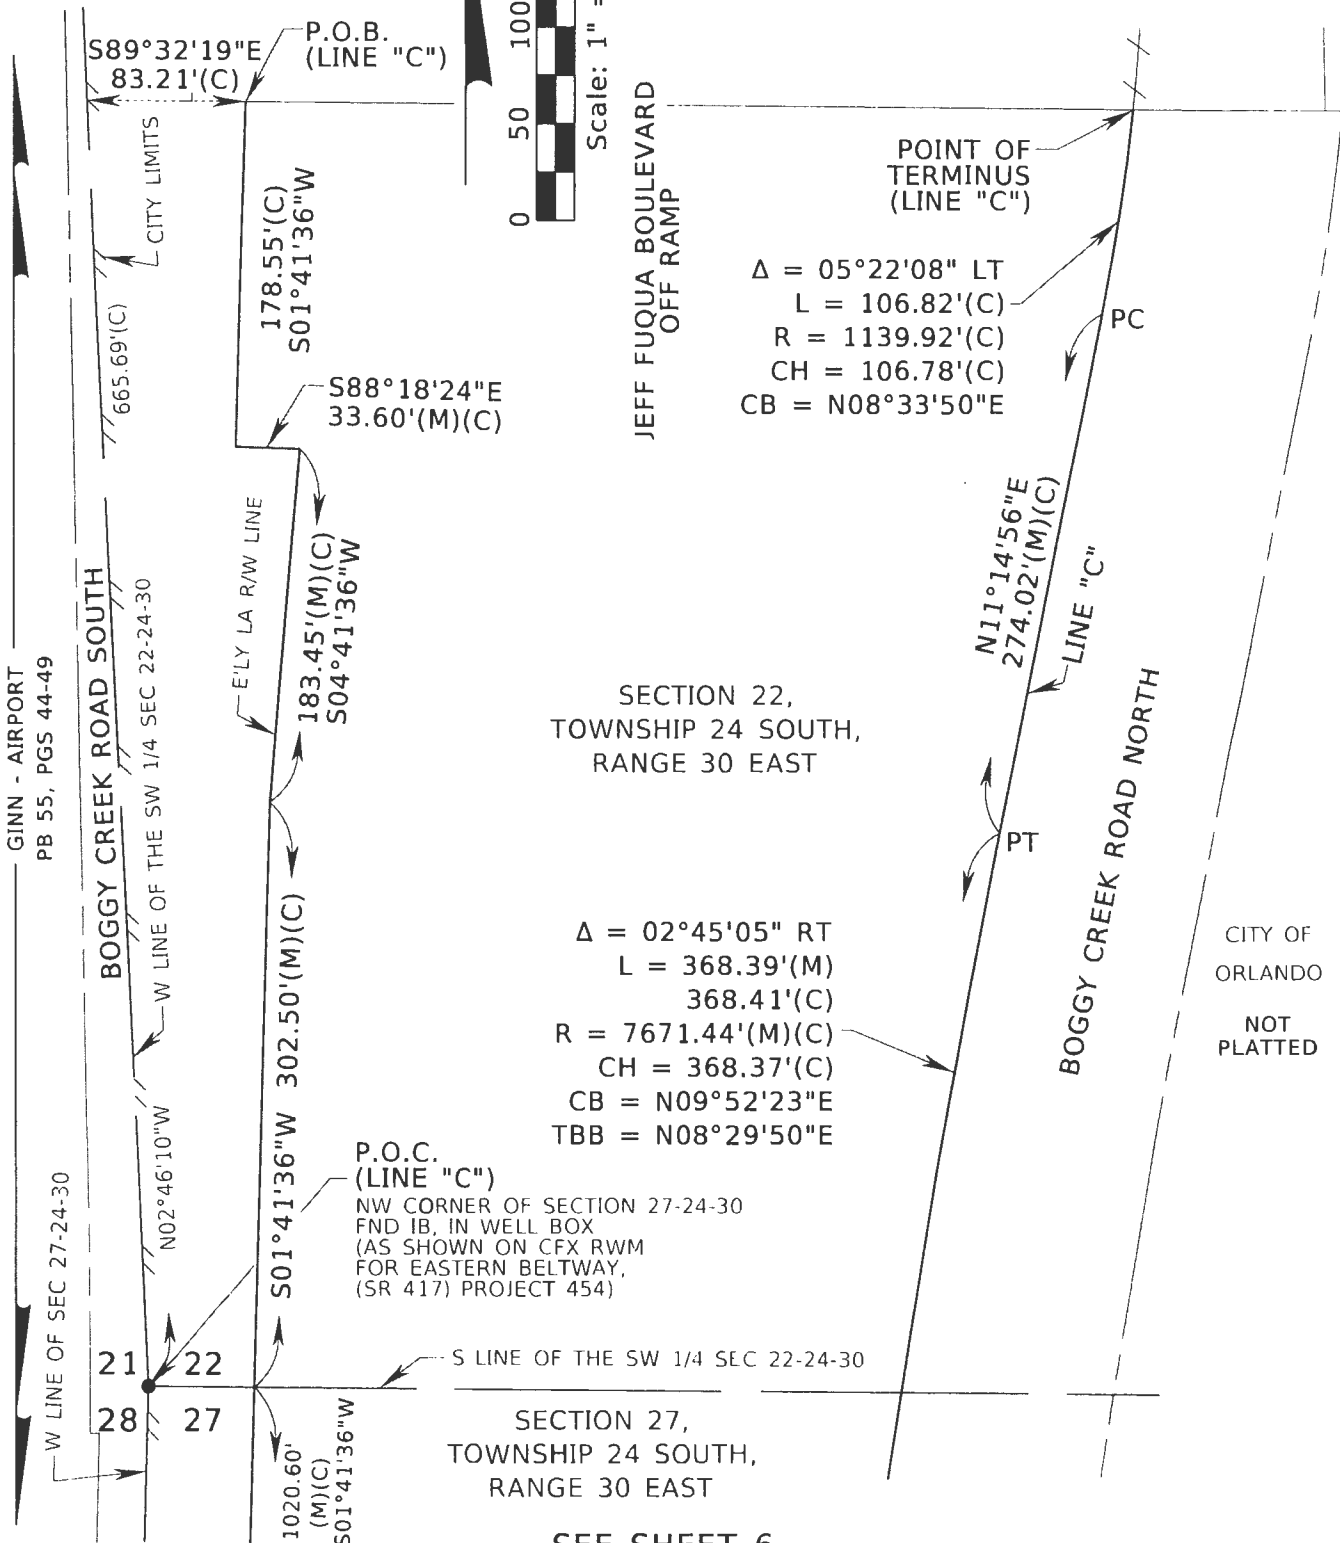 S89°32'19"E
83.21'(C)
P.O.B.
(LINE "C")
0 50 100
Scale: 1" =
JEFF FUQUA BOULEVARD
OFF RAMP
POINT OF
TERMINUS
(LINE "C")
CITY LIMITS
178.55'(C)
S01°41'36"W
Δ = 05°22'08" LT
L = 106.82'(C)
R = 1139.92'(C)
CH = 106.78'(C)
CB = N08°33'50"E
PC
665.69'(C)
S88°18'24"E
33.60'(M)(C)
E'LY LA R/W LINE
183.45'(M)(C)
S04°41'36"W
N11°14'56"E
274.02'(M)(C)
LINE "C"
GINN - AIRPORT
PB 55, PGS 44-49
BOGGY CREEK ROAD SOUTH
W LINE OF THE SW 1/4 SEC 22-24-30
SECTION 22,
TOWNSHIP 24 SOUTH,
RANGE 30 EAST
BOGGY CREEK ROAD NORTH
PT
S01°41'36"W 302.50'(M)(C)
Δ = 02°45'05" RT
L = 368.39'(M)
368.41'(C)
R = 7671.44'(M)(C)
CH = 368.37'(C)
CB = N09°52'23"E
TBB = N08°29'50"E
CITY OF
ORLANDO
NOT
PLATTED
N02°46'10"W
P.O.C.
(LINE "C")
NW CORNER OF SECTION 27-24-30
FND IB, IN WELL BOX
(AS SHOWN ON CFX RWM
FOR EASTERN BELTWAY,
(SR 417) PROJECT 454)
W LINE OF SEC 27-24-30
21 22
S LINE OF THE SW 1/4 SEC 22-24-30
28 27
1020.60'
(M)(C)
S01°41'36"W
SECTION 27,
TOWNSHIP 24 SOUTH,
RANGE 30 EAST
SEE SHEET 6